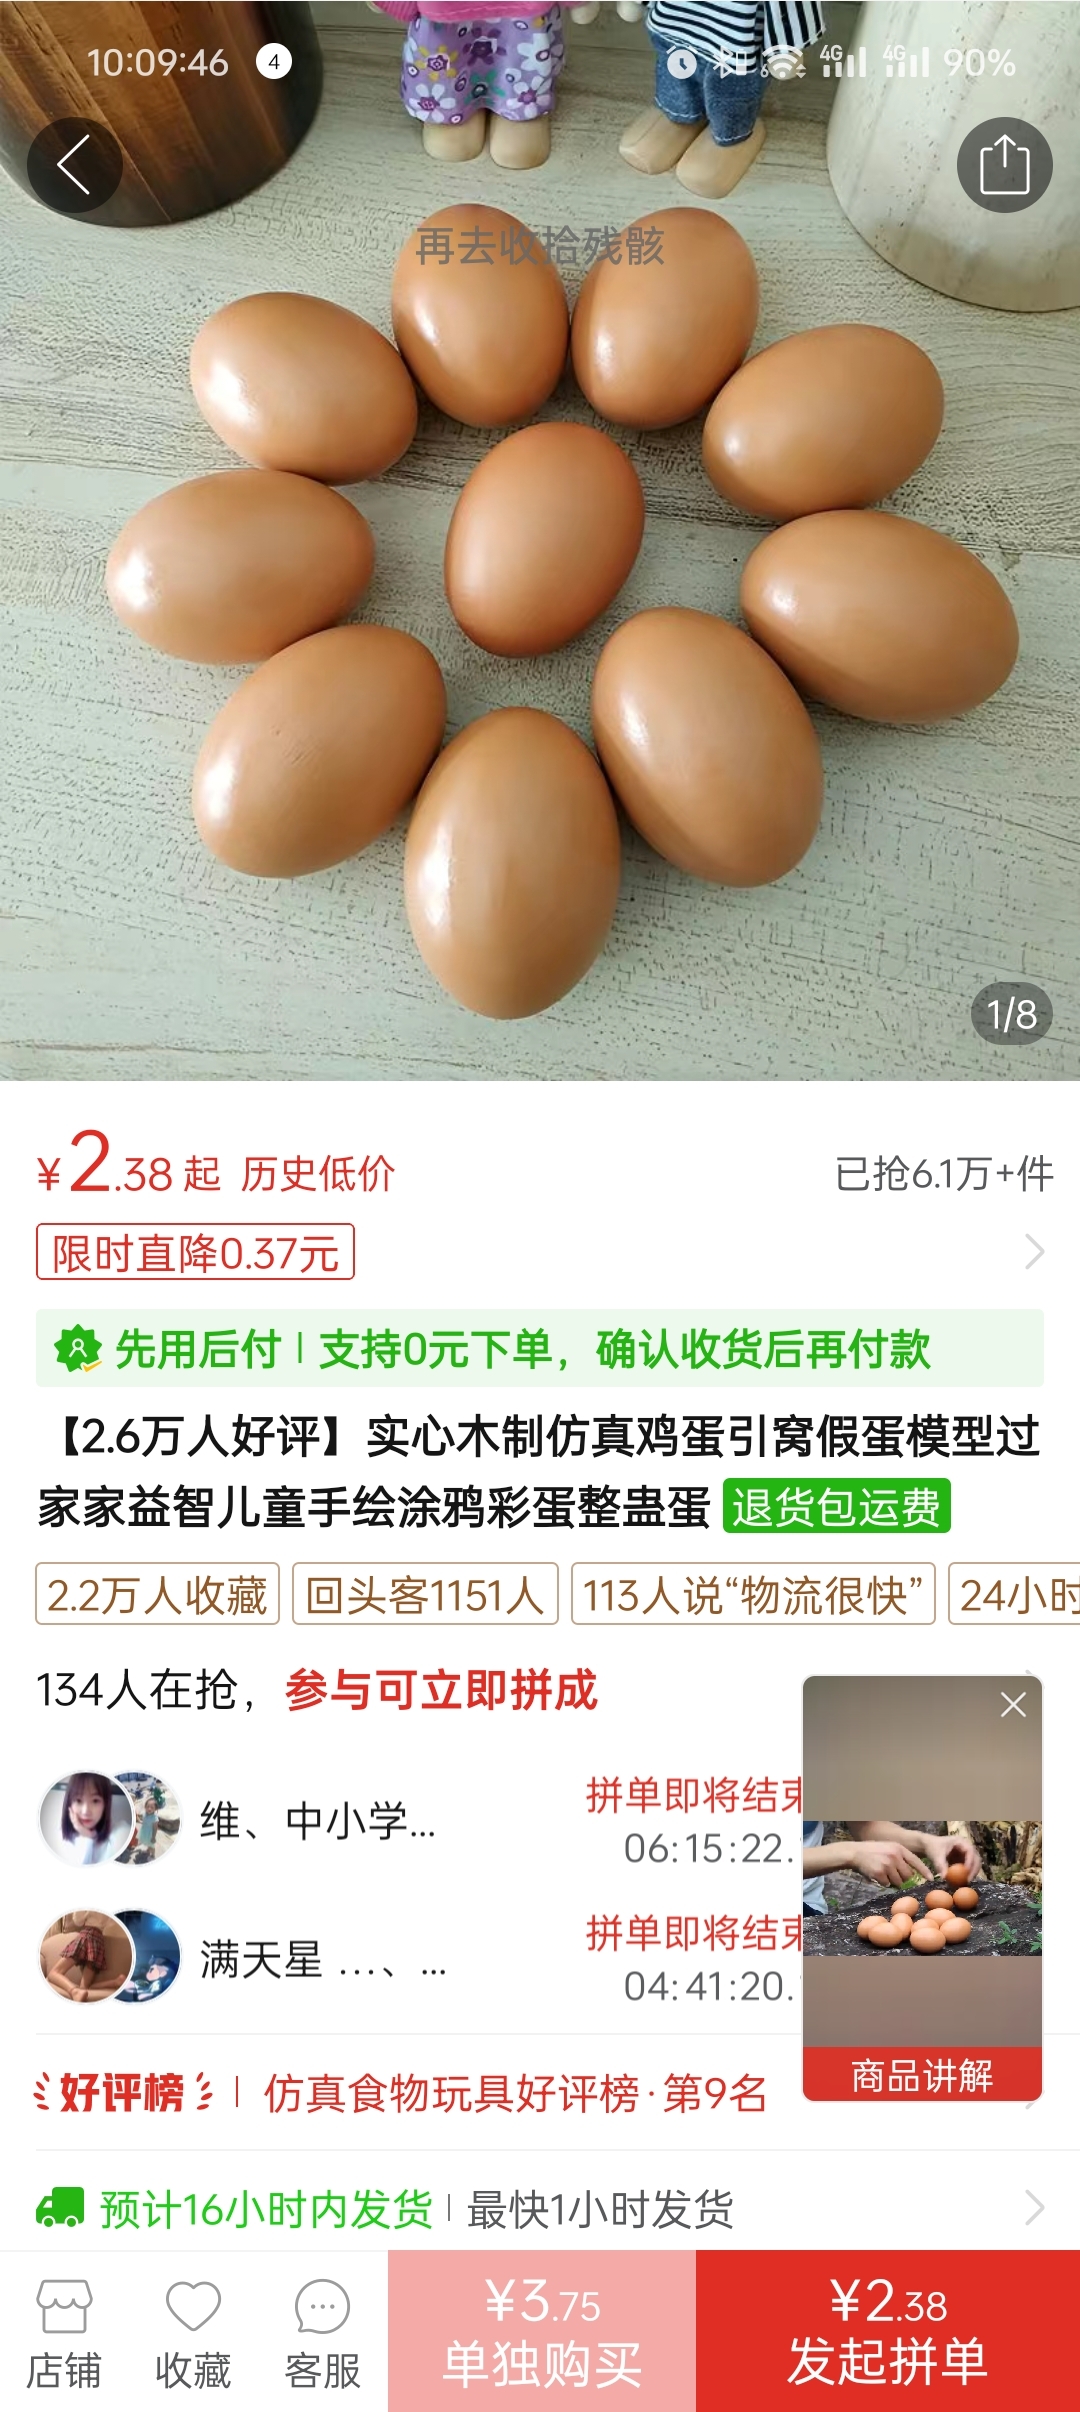 10:09:46 4 4G 4G 90%
再去收拾残骸
1/8
¥2.38起 历史低价 已抢6.1万+件
限时直降0.37元
先用后付 | 支持0元下单，确认收货后再付款
【2.6万人好评】实心木制仿真鸡蛋引窝假蛋模型过
家家益智儿童手绘涂鸦彩蛋整蛊蛋 退货包运费
2.2万人收藏 回头客1151人 113人说“物流很快” 24小时
134人在抢，参与可立即拼成
维、中小学... 拼单即将结束
06:15:22.
满天星 ...、... 拼单即将结束
04:41:20.
商品讲解
好评榜 | 仿真食物玩具好评榜·第9名
预计16小时内发货 | 最快1小时发货
店铺 收藏 客服
¥3.75
单独购买
¥2.38
发起拼单